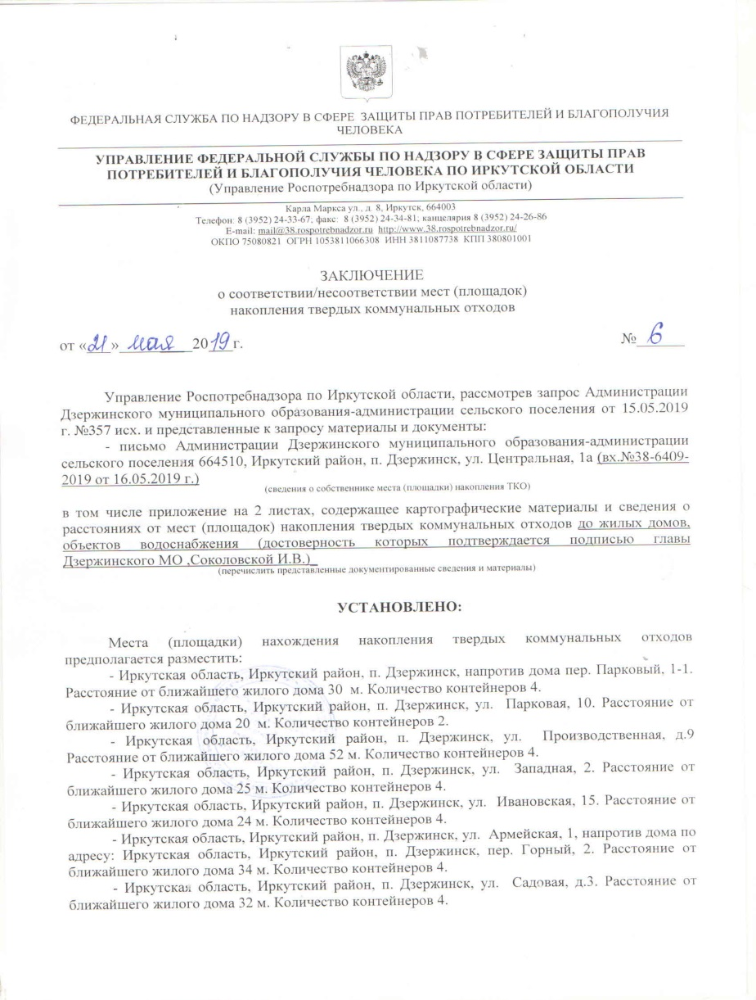 ФЕДЕРАЛЬНАЯ СЛУЖБА ПО НАДЗОРУ В СФЕРЕ ЗАЩИТЫ ПРАВ ПОТРЕБИТЕЛЕЙ И БЛАГОПОЛУЧИЯ
ЧЕЛОВЕКА
УПРАВЛЕНИЕ ФЕДЕРАЛЬНОЙ СЛУЖБЫ ПО НАДЗОРУ В СФЕРЕ ЗАЩИТЫ ПРАВ
ПОТРЕБИТЕЛЕЙ И БЛАГОПОЛУЧИЯ ЧЕЛОВЕКА ПО ИРКУТСКОЙ ОБЛАСТИ
(Управление Роспотребнадзора по Иркутской области)
Карла Маркса ул., д. 8, Иркутск, 664003
Телефон: 8 (3952) 24-33-67; факс: 8 (3952) 24-34-81; канцелярия 8 (3952) 24-26-86
E-mail: mail@38.rospotrebnadzor.ru http://www.38.rospotrebnadzor.ru/
ОКПО 75080821 ОГРН 1053811066308 ИНН 3811087738 КПП 380801001
ЗАКЛЮЧЕНИЕ
о соответствии/несоответствии мест (площадок)
накопления твердых коммунальных отходов
от «21» мая 2019 г. № 6
Управление Роспотребнадзора по Иркутской области, рассмотрев запрос Администрации
Дзержинского муниципального образования-администрации сельского поселения от 15.05.2019
г. №357 исх. и представленные к запросу материалы и документы:
- письмо Администрации Дзержинского муниципального образования-администрации
сельского поселения 664510, Иркутский район, п. Дзержинск, ул. Центральная, 1а (вх.№38-6409-
2019 от 16.05.2019 г.)
(сведения о собственнике места (площадки) накопления ТКО)
в том числе приложение на 2 листах, содержащее картографические материалы и сведения о
расстояниях от мест (площадок) накопления твердых коммунальных отходов до жилых домов,
объектов водоснабжения (достоверность которых подтверждается подписью главы
Дзержинского МО ,Соколовской И.В.)_
(перечислить представленные документированные сведения и материалы)
УСТАНОВЛЕНО:
Места (площадки) нахождения накопления твердых коммунальных отходов
предполагается разместить:
- Иркутская область, Иркутский район, п. Дзержинск, напротив дома пер. Парковый, 1-1.
Расстояние от ближайшего жилого дома 30 м. Количество контейнеров 4.
- Иркутская область, Иркутский район, п. Дзержинск, ул. Парковая, 10. Расстояние от
ближайшего жилого дома 20 м. Количество контейнеров 2.
- Иркутская область, Иркутский район, п. Дзержинск, ул. Производственная, д.9
Расстояние от ближайшего жилого дома 52 м. Количество контейнеров 4.
- Иркутская область, Иркутский район, п. Дзержинск, ул. Западная, 2. Расстояние от
ближайшего жилого дома 25 м. Количество контейнеров 4.
- Иркутская область, Иркутский район, п. Дзержинск, ул. Ивановская, 15. Расстояние от
ближайшего жилого дома 24 м. Количество контейнеров 4.
- Иркутская область, Иркутский район, п. Дзержинск, ул. Армейская, 1, напротив дома по
адресу: Иркутская область, Иркутский район, п. Дзержинск, пер. Горный, 2. Расстояние от
ближайшего жилого дома 34 м. Количество контейнеров 4.
- Иркутская область, Иркутский район, п. Дзержинск, ул. Садовая, д.3. Расстояние от
ближайшего жилого дома 32 м. Количество контейнеров 4.